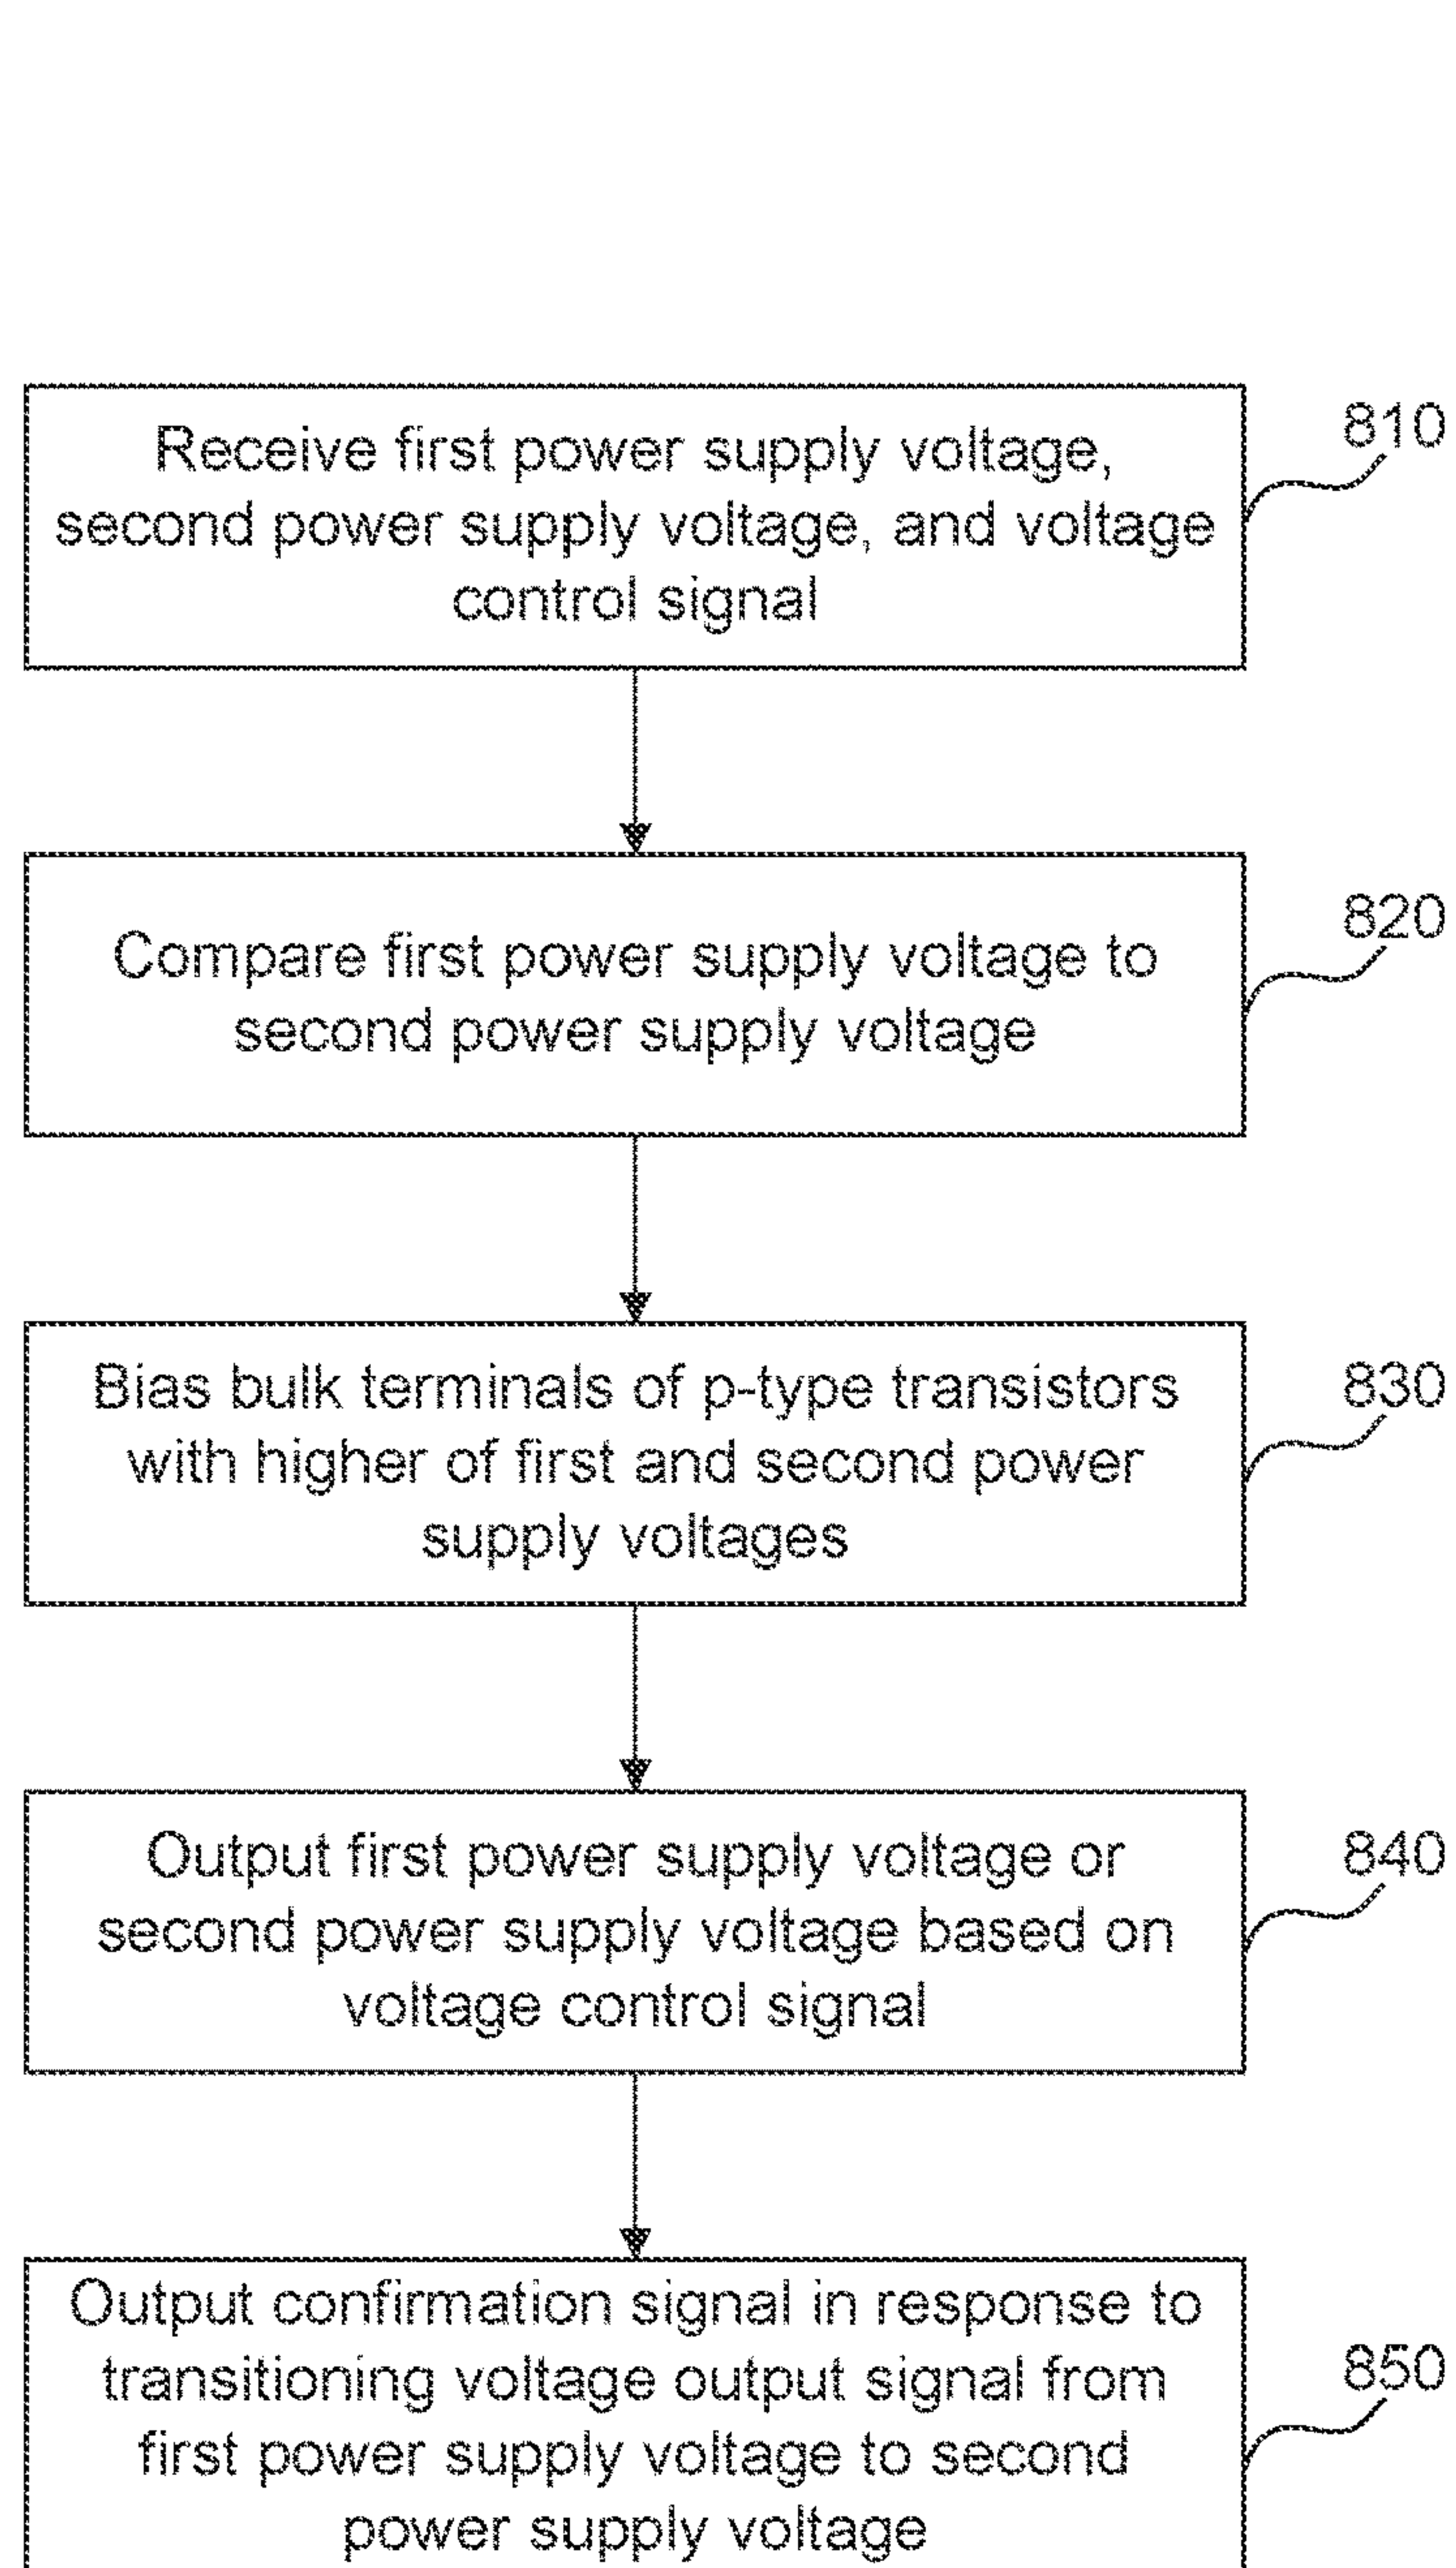 Receive first power supply voltage,
second power supply voltage, and voltage
control signal
810
Compare first power supply voltage to
second power supply voltage
820
Bias bulk terminals of p-type transistors
with higher of first and second power
supply voltages
830
Output first power supply voltage or
second power supply voltage based on
voltage control signal
840
Output confirmation signal in response to
transitioning voltage output signal from
first power supply voltage to second
power supply voltage
850